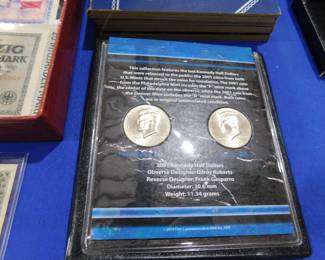 ZIG
MARK
This collection features the last Kennedy Half Dollars
that were released to the public: the 2001 coins from both
U.S. Mints that struck the coins for circulation. The 2001 coin
from the Philadelphia Mint includes the "P" mint mark above
the center of this date on the obverse, while the 2001 coin from
the Denver Mint includes the "D" mint mark. Both coins
are in original uncirculated condition.
2001 Kennedy Half Dollars
Obverse Designer: Gilroy Roberts
Reverse Designer: Frank Gasparro
Diameter: 30.6 mm
Weight: 11.34 grams